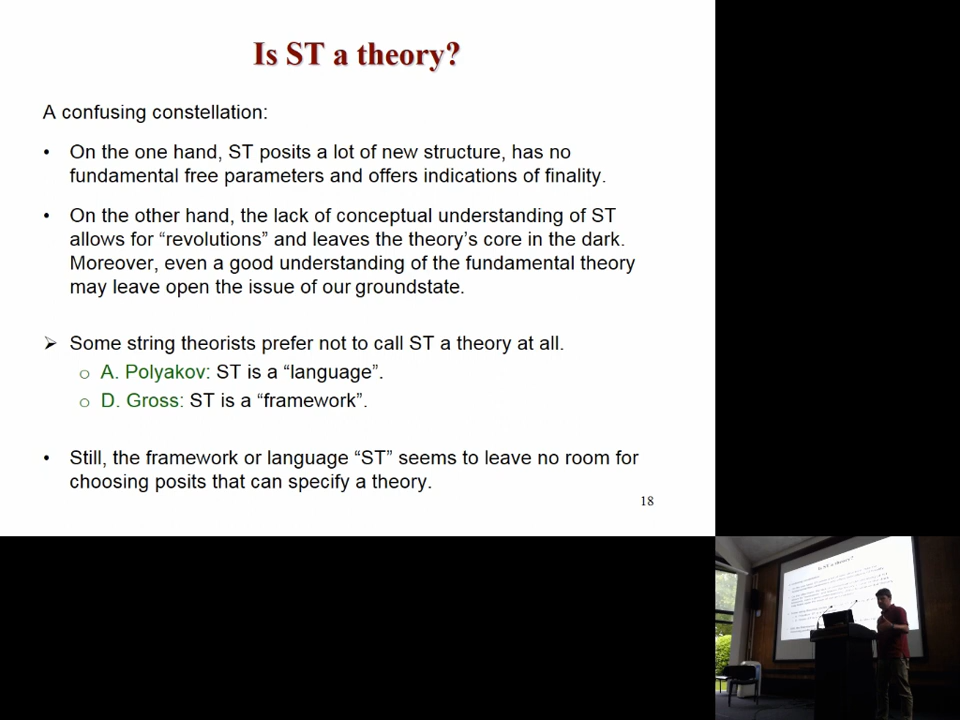 Is ST a theory?
A confusing constellation:
• On the one hand, ST posits a lot of new structure, has no
fundamental free parameters and offers indications of finality.
• On the other hand, the lack of conceptual understanding of ST
allows for “revolutions” and leaves the theory’s core in the dark.
Moreover, even a good understanding of the fundamental theory
may leave open the issue of our groundstate.
➢ Some string theorists prefer not to call ST a theory at all.
o A. Polyakov: ST is a “language”.
o D. Gross: ST is a “framework”.
• Still, the framework or language “ST” seems to leave no room for
choosing posits that can specify a theory.
18
Is ST a theory?